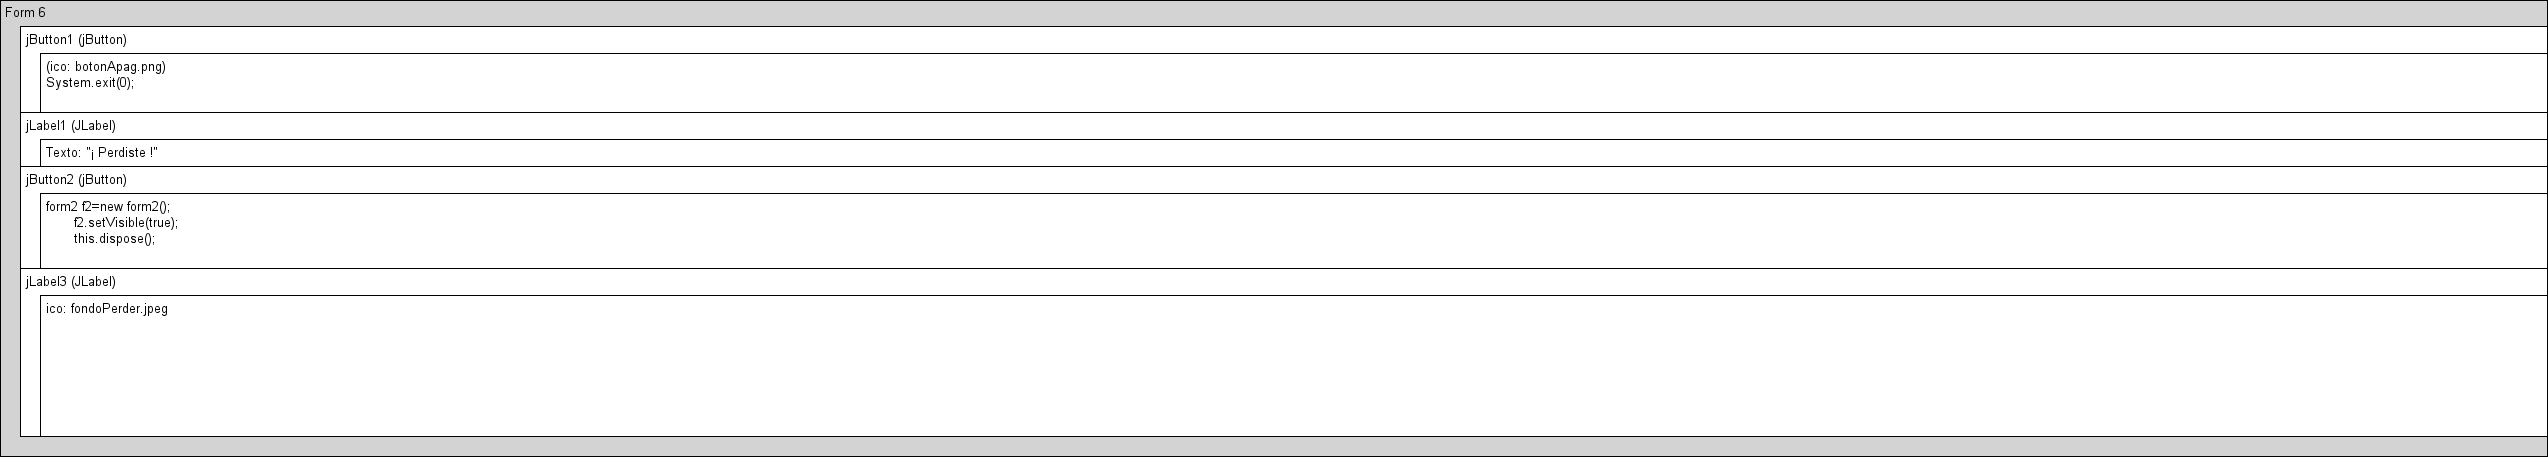 Form 6
jButton1 (jButton)
(ico: botonApag.png)
System.exit(0);
jLabel1 (JLabel)
Texto: "¡ Perdiste !"
jButton2 (jButton)
form2 f2=new form2();
f2.setVisible(true);
this.dispose();
jLabel3 (JLabel)
ico: fondoPerder.jpeg